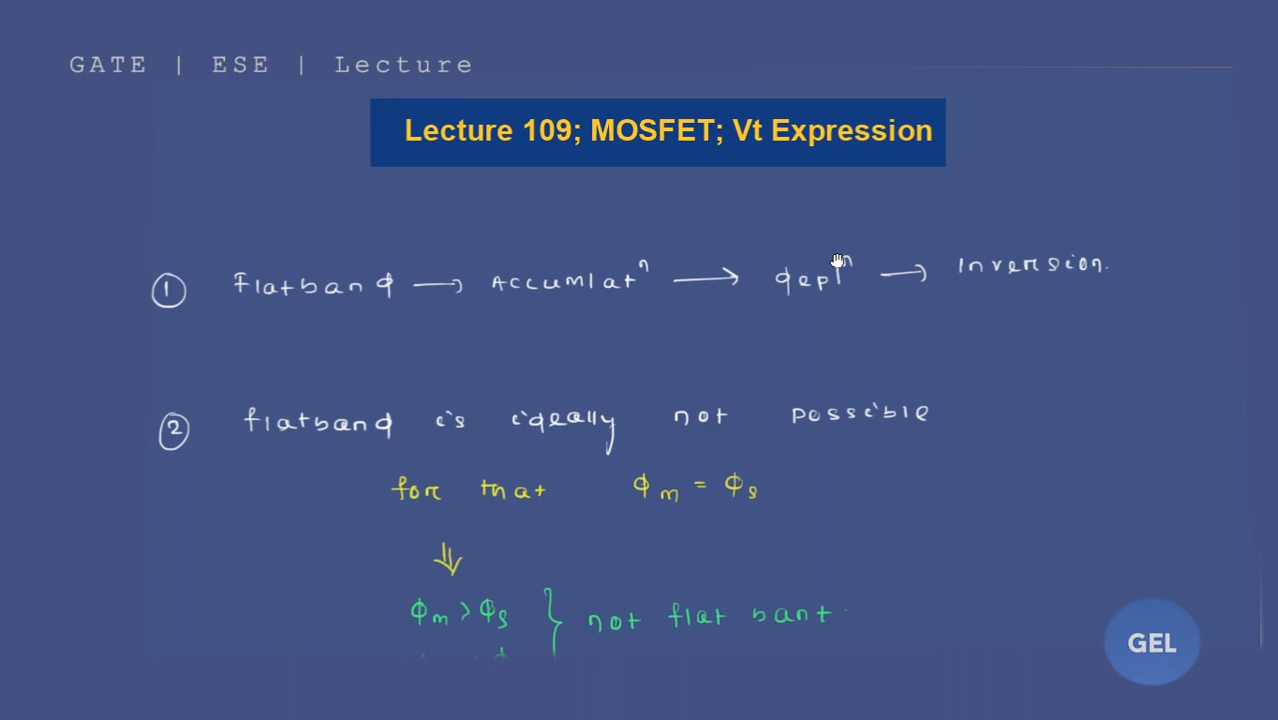 GATE | ESE | Lecture
Lecture 109; MOSFET; Vt Expression
① Flatband → Accumlatⁿ → deplⁿ → Inversion.
② flatband is ideally not possible
for that ϕm = ϕs
⇓
ϕm > ϕs } not flat bant
GEL